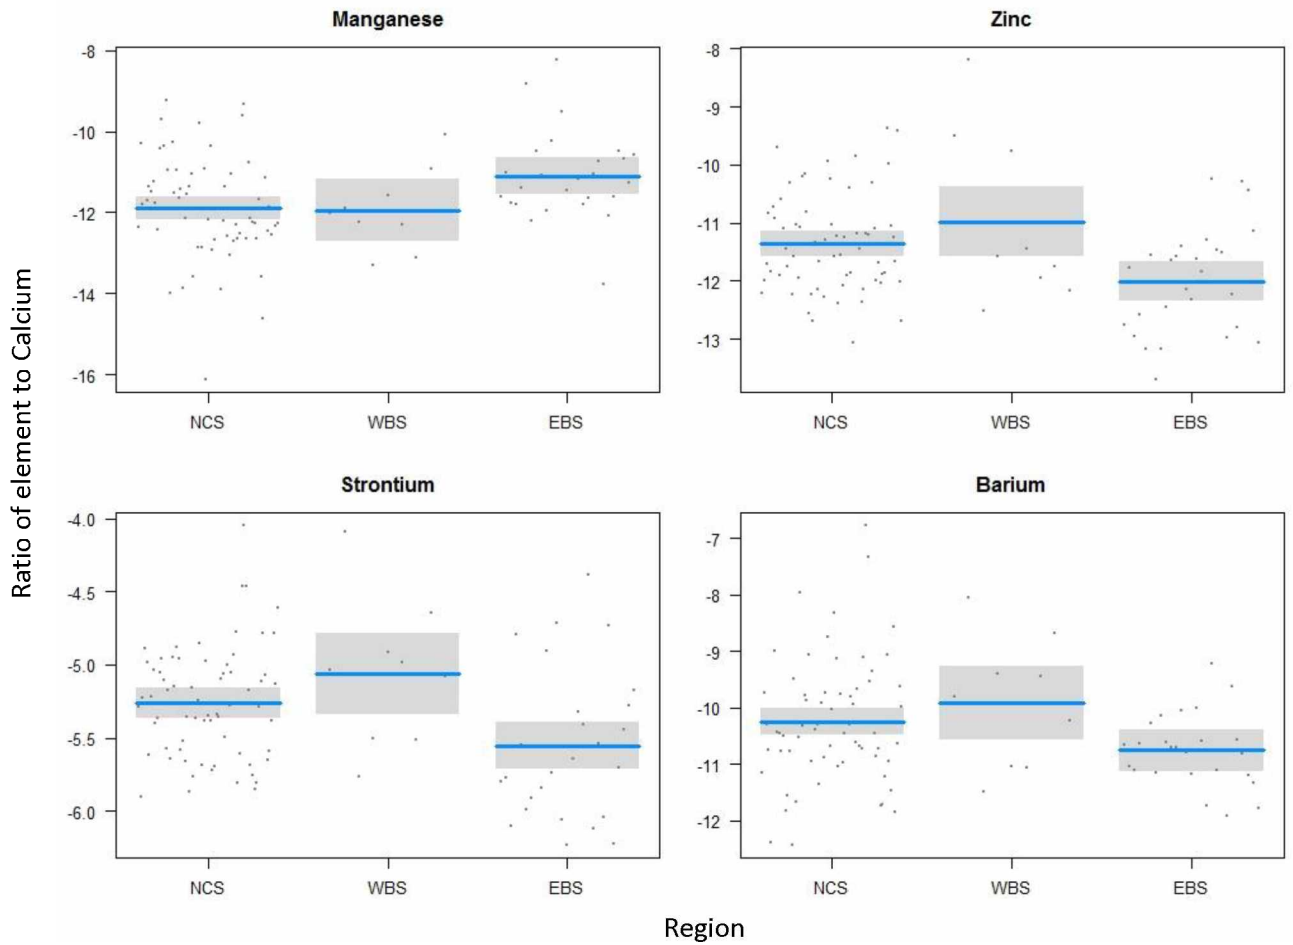 Manganese
-8
-10
-12
-14
-16
NCS WBS EBS
Zinc
-8
-9
-10
-11
-12
-13
NCS WBS EBS
Strontium
-4.0
-4.5
-5.0
-5.5
-6.0
NCS WBS EBS
Barium
-7
-8
-9
-10
-11
-12
NCS WBS EBS
Ratio of element to Calcium
Region